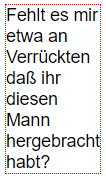 Fehlt es mir
etwa an
Verrückten
daß ihr
diesen
Mann
hergebracht
habt?